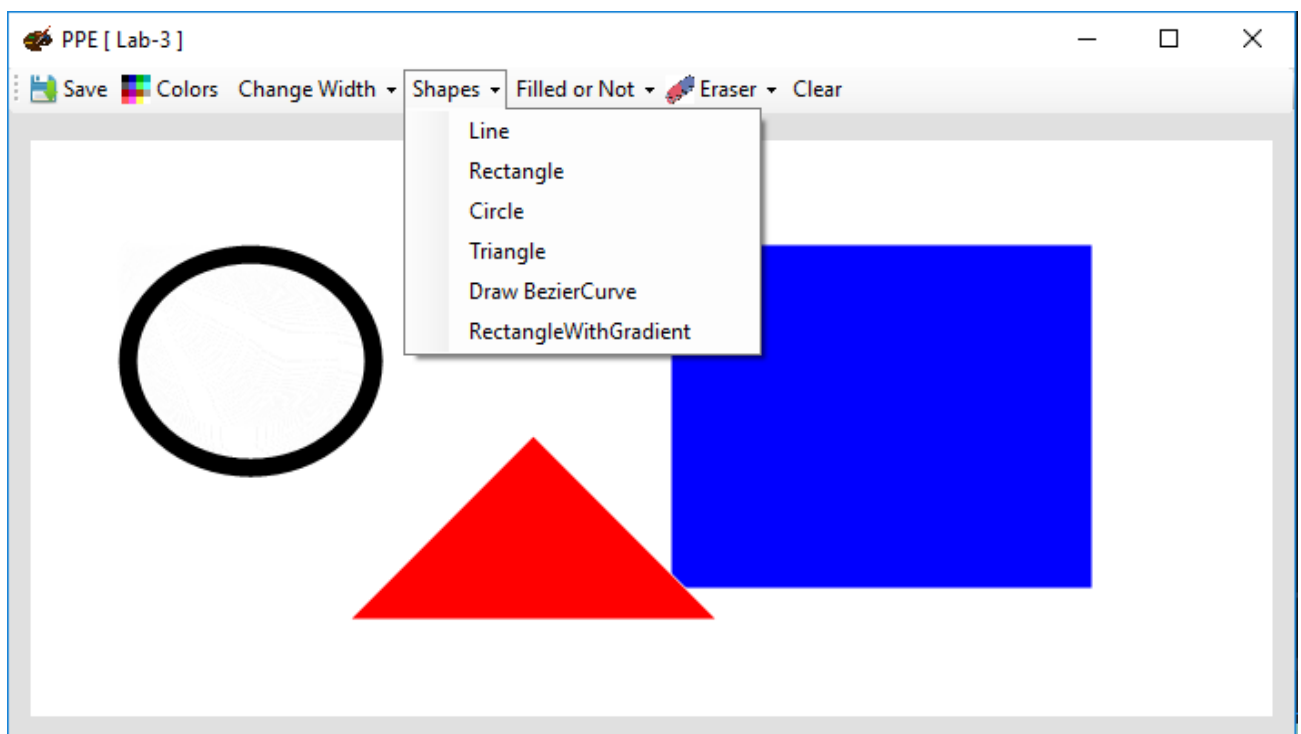 PPE [ Lab-3 ]
Save Colors Change Width Shapes Filled or Not Eraser Clear
Line
Rectangle
Circle
Triangle
Draw BezierCurve
RectangleWithGradient